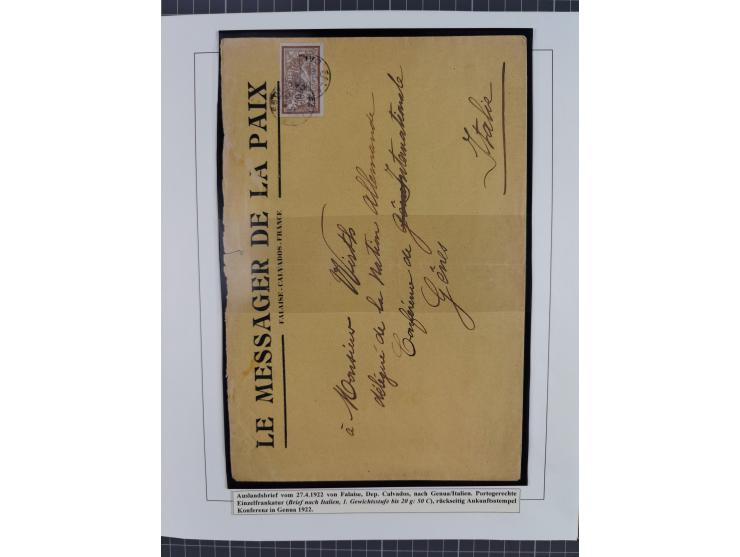 LE MESSAGER DE LA PAIX
FALAISE-CALVADOS-FRANCE
à Monsieur Wirth
délégué de la Nation Allemande
Conférence de Internationale
Gênes
Italie
Auslandsbrief vom 27.4.1922 von Falaise, Dep. Calvados, nach Genua/Italien. Portogerechte
Einzelfrankatur (Brief nach Italien, 1. Gewichtsstufe bis 20 g: 50 C), rückseitig Ankunftsstempel
Konferenz in Genua 1922.